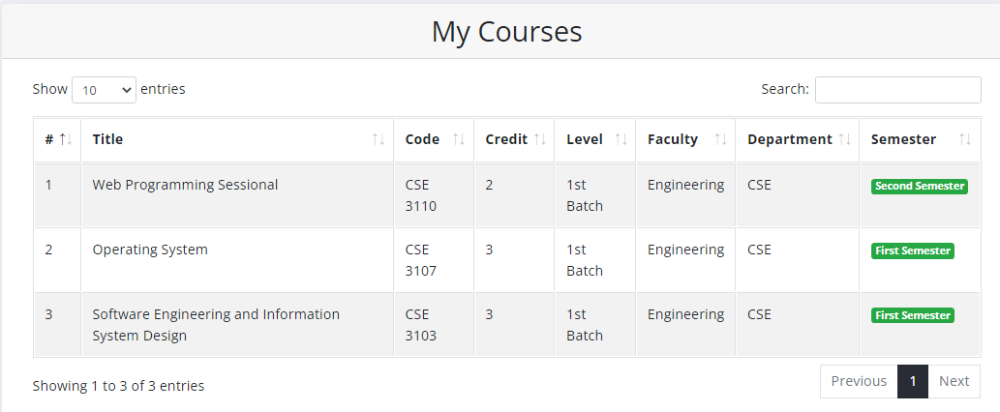 My Courses
Show 10 entries Search:
# Title Code Credit Level Faculty Department Semester
1 Web Programming Sessional CSE 2 1st Engineering CSE Second Semester
3110 Batch
2 Operating System CSE 3 1st Engineering CSE First Semester
3107 Batch
3 Software Engineering and Information CSE 3 1st Engineering CSE First Semester
System Design 3103 Batch
Showing 1 to 3 of 3 entries Previous 1 Next